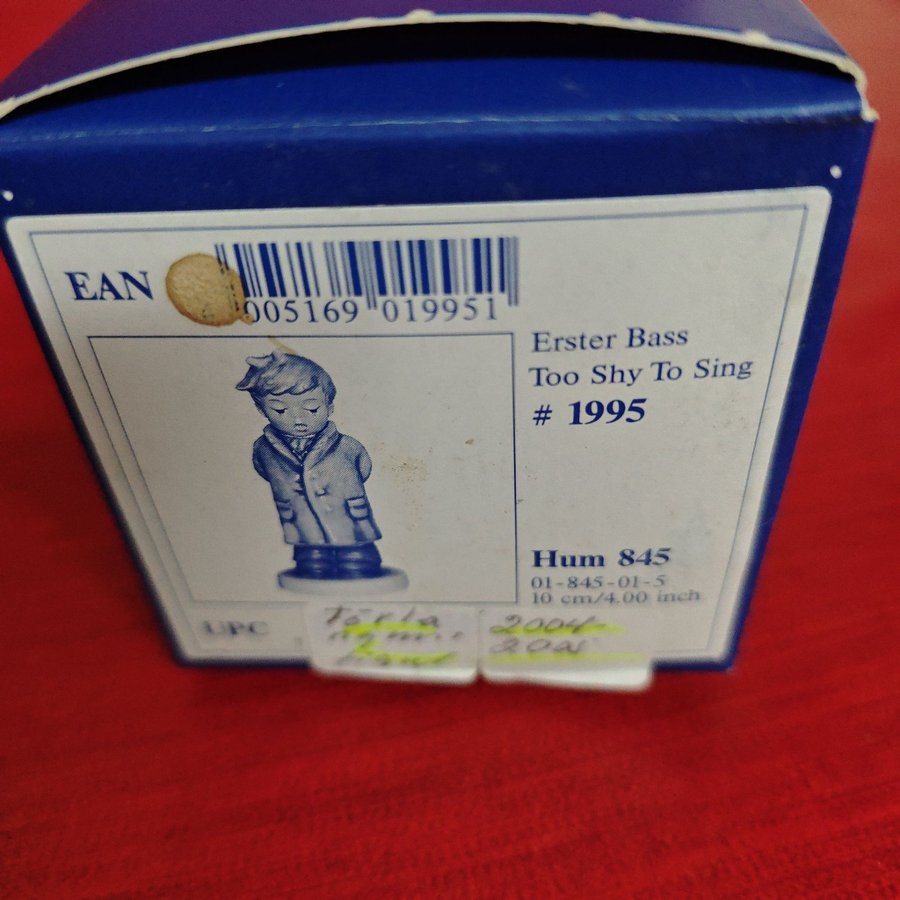 EAN
005169 019951
Erster Bass
Too Shy To Sing
# 1995
Hum 845
01-845-01-5
10 cm/4.00 inch
UPC
2004-